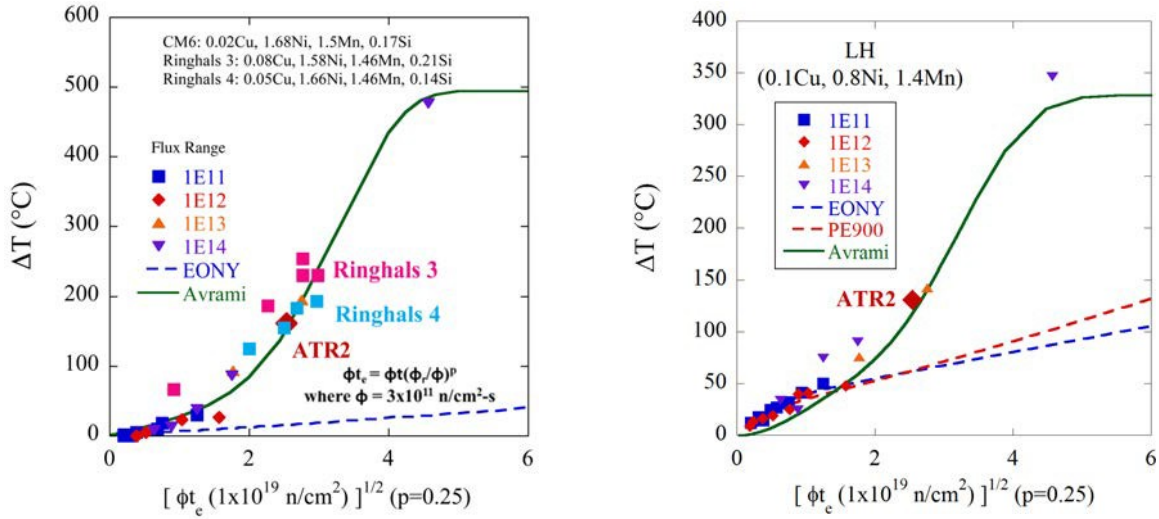 600
500
400
300
200
100
0
ΔT (°C)
CM6: 0.02Cu, 1.68Ni, 1.5Mn, 0.17Si
Ringhals 3: 0.08Cu, 1.58Ni, 1.46Mn, 0.21Si
Ringhals 4: 0.05Cu, 1.66Ni, 1.46Mn, 0.14Si
Flux Range
1E11
1E12
1E13
1E14
EONY
Avrami
Ringhals 3
Ringhals 4
ATR2
ϕtₑ = ϕt(ϕᵣ/ϕ)ᵖ
where ϕ = 3x10¹¹ n/cm²-s
0 1 2 3 4 5 6
[ ϕtₑ (1x10¹⁹ n/cm²) ]¹/² (p=0.25)
400
350
300
250
200
150
100
50
0
ΔT (°C)
LH
(0.1Cu, 0.8Ni, 1.4Mn)
1E11
1E12
1E13
1E14
EONY
PE900
Avrami
ATR2
0 2 4 6
[ ϕtₑ (1x10¹⁹ n/cm²) ]¹/² (p=0.25)